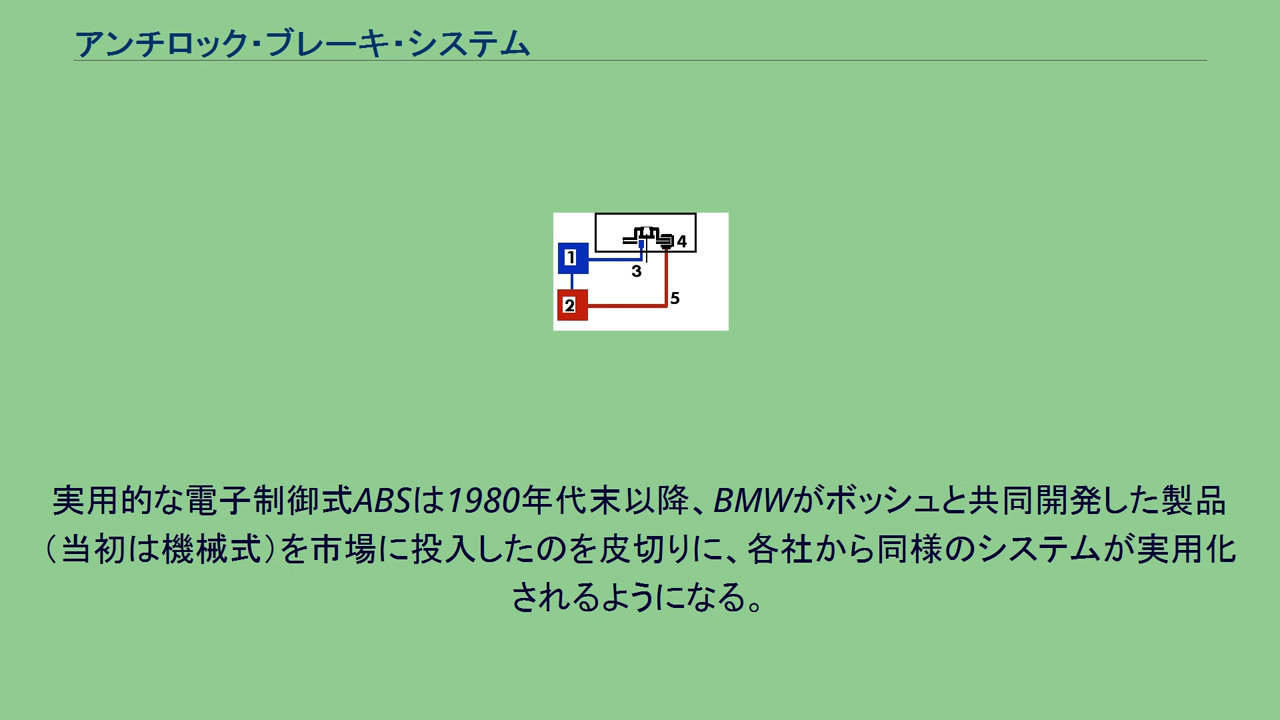 アンチロック・ブレーキ・システム
1
2
3
4
5
実用的な電子制御式ABSは1980年代末以降、BMWがボッシュと共同開発した製品
（当初は機械式）を市場に投入したのを皮切りに、各社から同様のシステムが実用化
されるようになる。